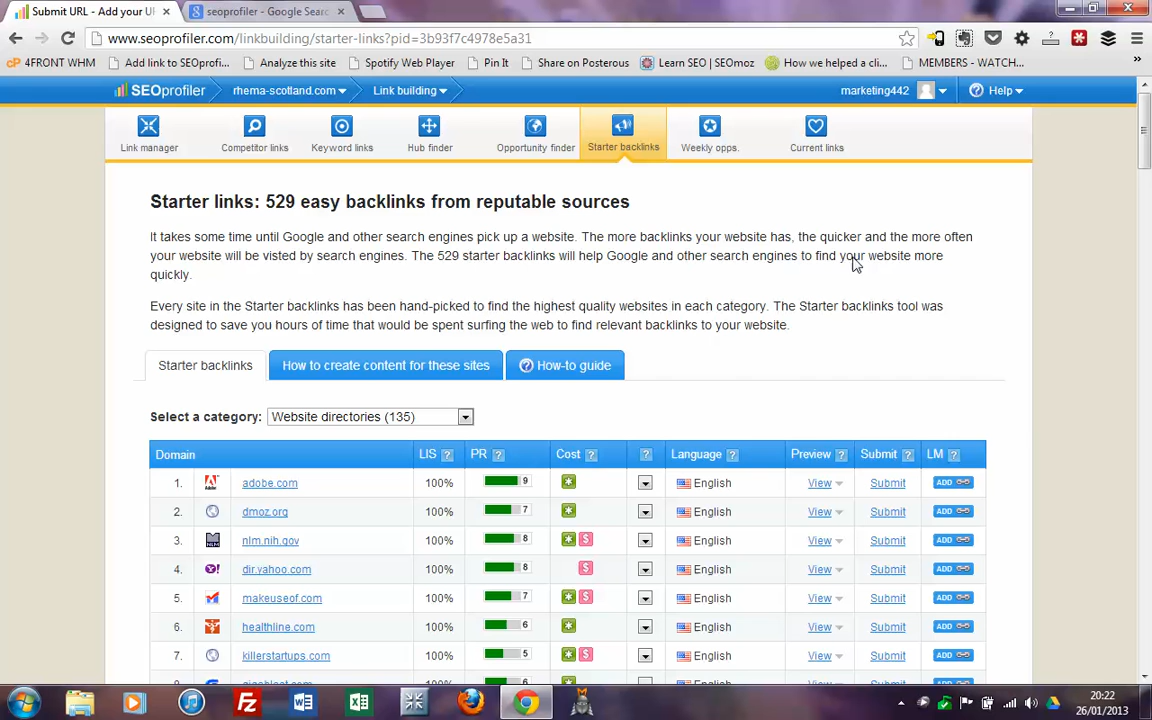 Submit URL - Add your UR
seoprofiler - Google Searc
www.seoprofiler.com/linkbuilding/starter-links?pid=3b93f7c4978e5a31
cP 4FRONT WHM
Add link to SEOprofi...
Analyze this site
Spotify Web Player
Pin It
Share on Posterous
Learn SEO | SEOmoz
How we helped a cli...
MEMBERS - WATCH...
SEOprofiler
rhema-scotland.com
Link building
marketing442
Help
Link manager
Competitor links
Keyword links
Hub finder
Opportunity finder
Starter backlinks
Weekly opps.
Current links
Starter links: 529 easy backlinks from reputable sources
It takes some time until Google and other search engines pick up a website. The more backlinks your website has, the quicker and the more often
your website will be visted by search engines. The 529 starter backlinks will help Google and other search engines to find your website more
quickly.
Every site in the Starter backlinks has been hand-picked to find the highest quality websites in each category. The Starter backlinks tool was
designed to save you hours of time that would be spent surfing the web to find relevant backlinks to your website.
Starter backlinks
How to create content for these sites
How-to guide
Select a category: Website directories (135)
Domain LIS ? PR ? Cost ? ? Language ? Preview ? Submit ? LM ?
1. adobe.com 100% 9 English View Submit ADD
2. dmoz.org 100% 7 English View Submit ADD
3. nlm.nih.gov 100% 8 $ English View Submit ADD
4. dir.yahoo.com 100% 8 $ English View Submit ADD
5. makeuseof.com 100% 7 $ English View Submit ADD
6. healthline.com 100% 6 English View Submit ADD
7. killerstartups.com 100% 5 $ English View Submit ADD
20:22
26/01/2013